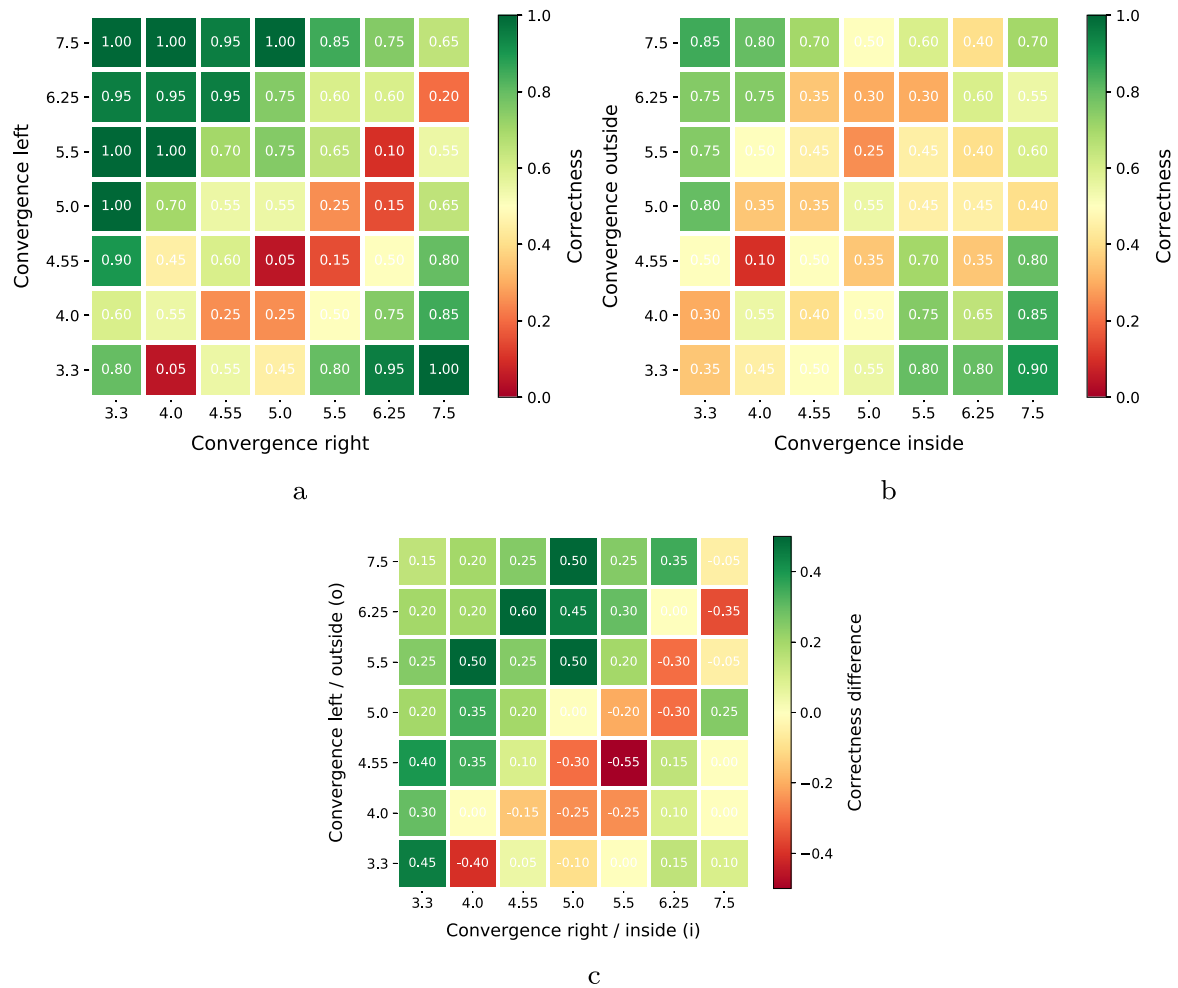 Convergence left
7.5 1.00 1.00 0.95 1.00 0.85 0.75 0.65
6.25 0.95 0.95 0.95 0.75 0.60 0.60 0.20
5.5 1.00 1.00 0.70 0.75 0.65 0.10 0.55
5.0 1.00 0.70 0.55 0.55 0.25 0.15 0.65
4.55 0.90 0.45 0.60 0.05 0.15 0.50 0.80
4.0 0.60 0.55 0.25 0.25 0.50 0.75 0.85
3.3 0.80 0.05 0.55 0.45 0.80 0.95 1.00
3.3 4.0 4.55 5.0 5.5 6.25 7.5
Convergence right
1.0
0.8
0.6
0.4
0.2
0.0
Correctness
a
Convergence outside
7.5 0.85 0.80 0.70 0.50 0.60 0.40 0.70
6.25 0.75 0.75 0.35 0.30 0.30 0.60 0.55
5.5 0.75 0.50 0.45 0.25 0.45 0.40 0.60
5.0 0.80 0.35 0.35 0.55 0.45 0.45 0.40
4.55 0.50 0.10 0.50 0.35 0.70 0.35 0.80
4.0 0.30 0.55 0.40 0.50 0.75 0.65 0.85
3.3 0.35 0.45 0.50 0.55 0.80 0.80 0.90
3.3 4.0 4.55 5.0 5.5 6.25 7.5
Convergence inside
1.0
0.8
0.6
0.4
0.2
0.0
Correctness
b
Convergence left / outside (o)
7.5 0.15 0.20 0.25 0.50 0.25 0.35 -0.05
6.25 0.20 0.20 0.60 0.45 0.30 0.00 -0.35
5.5 0.25 0.50 0.25 0.50 0.20 -0.30 -0.05
5.0 0.20 0.35 0.20 0.00 -0.20 -0.30 0.25
4.55 0.40 0.35 0.10 -0.30 -0.55 0.15 0.00
4.0 0.30 0.00 -0.15 -0.25 -0.25 0.10 0.00
3.3 0.45 -0.40 0.05 -0.10 0.00 0.15 0.10
3.3 4.0 4.55 5.0 5.5 6.25 7.5
Convergence right / inside (i)
0.4
0.2
0.0
−0.2
−0.4
Correctness difference
c